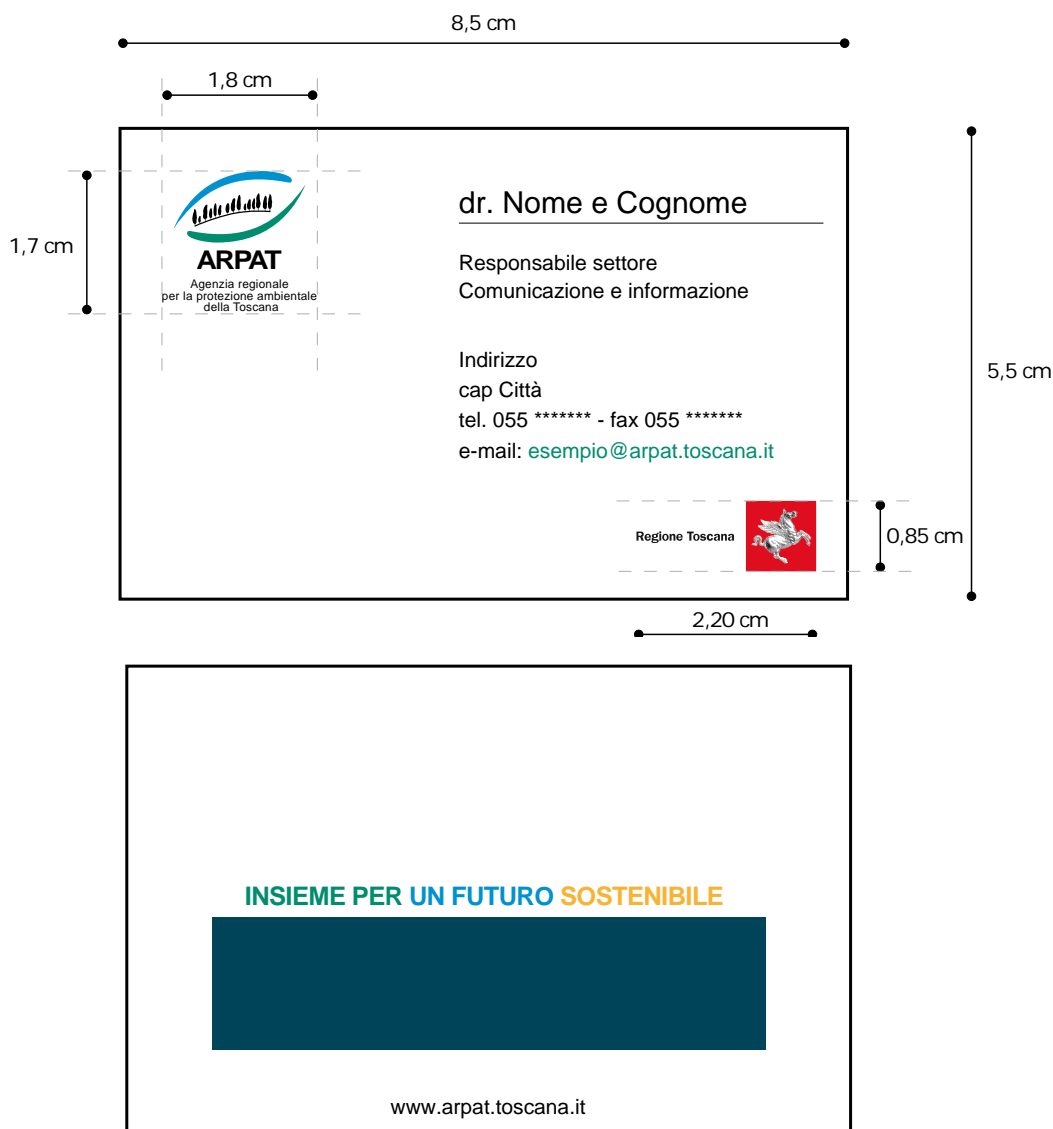 8,5 cm
1,8 cm
1,7 cm
ARPAT
Agenzia regionale
per la protezione ambientale
della Toscana
dr. Nome e Cognome
Responsabile settore
Comunicazione e informazione
Indirizzo
cap Città
tel. 055 ******* - fax 055 *******
e-mail: esempio@arpat.toscana.it
5,5 cm
Regione Toscana
0,85 cm
2,20 cm
INSIEME PER UN FUTURO SOSTENIBILE
www.arpat.toscana.it